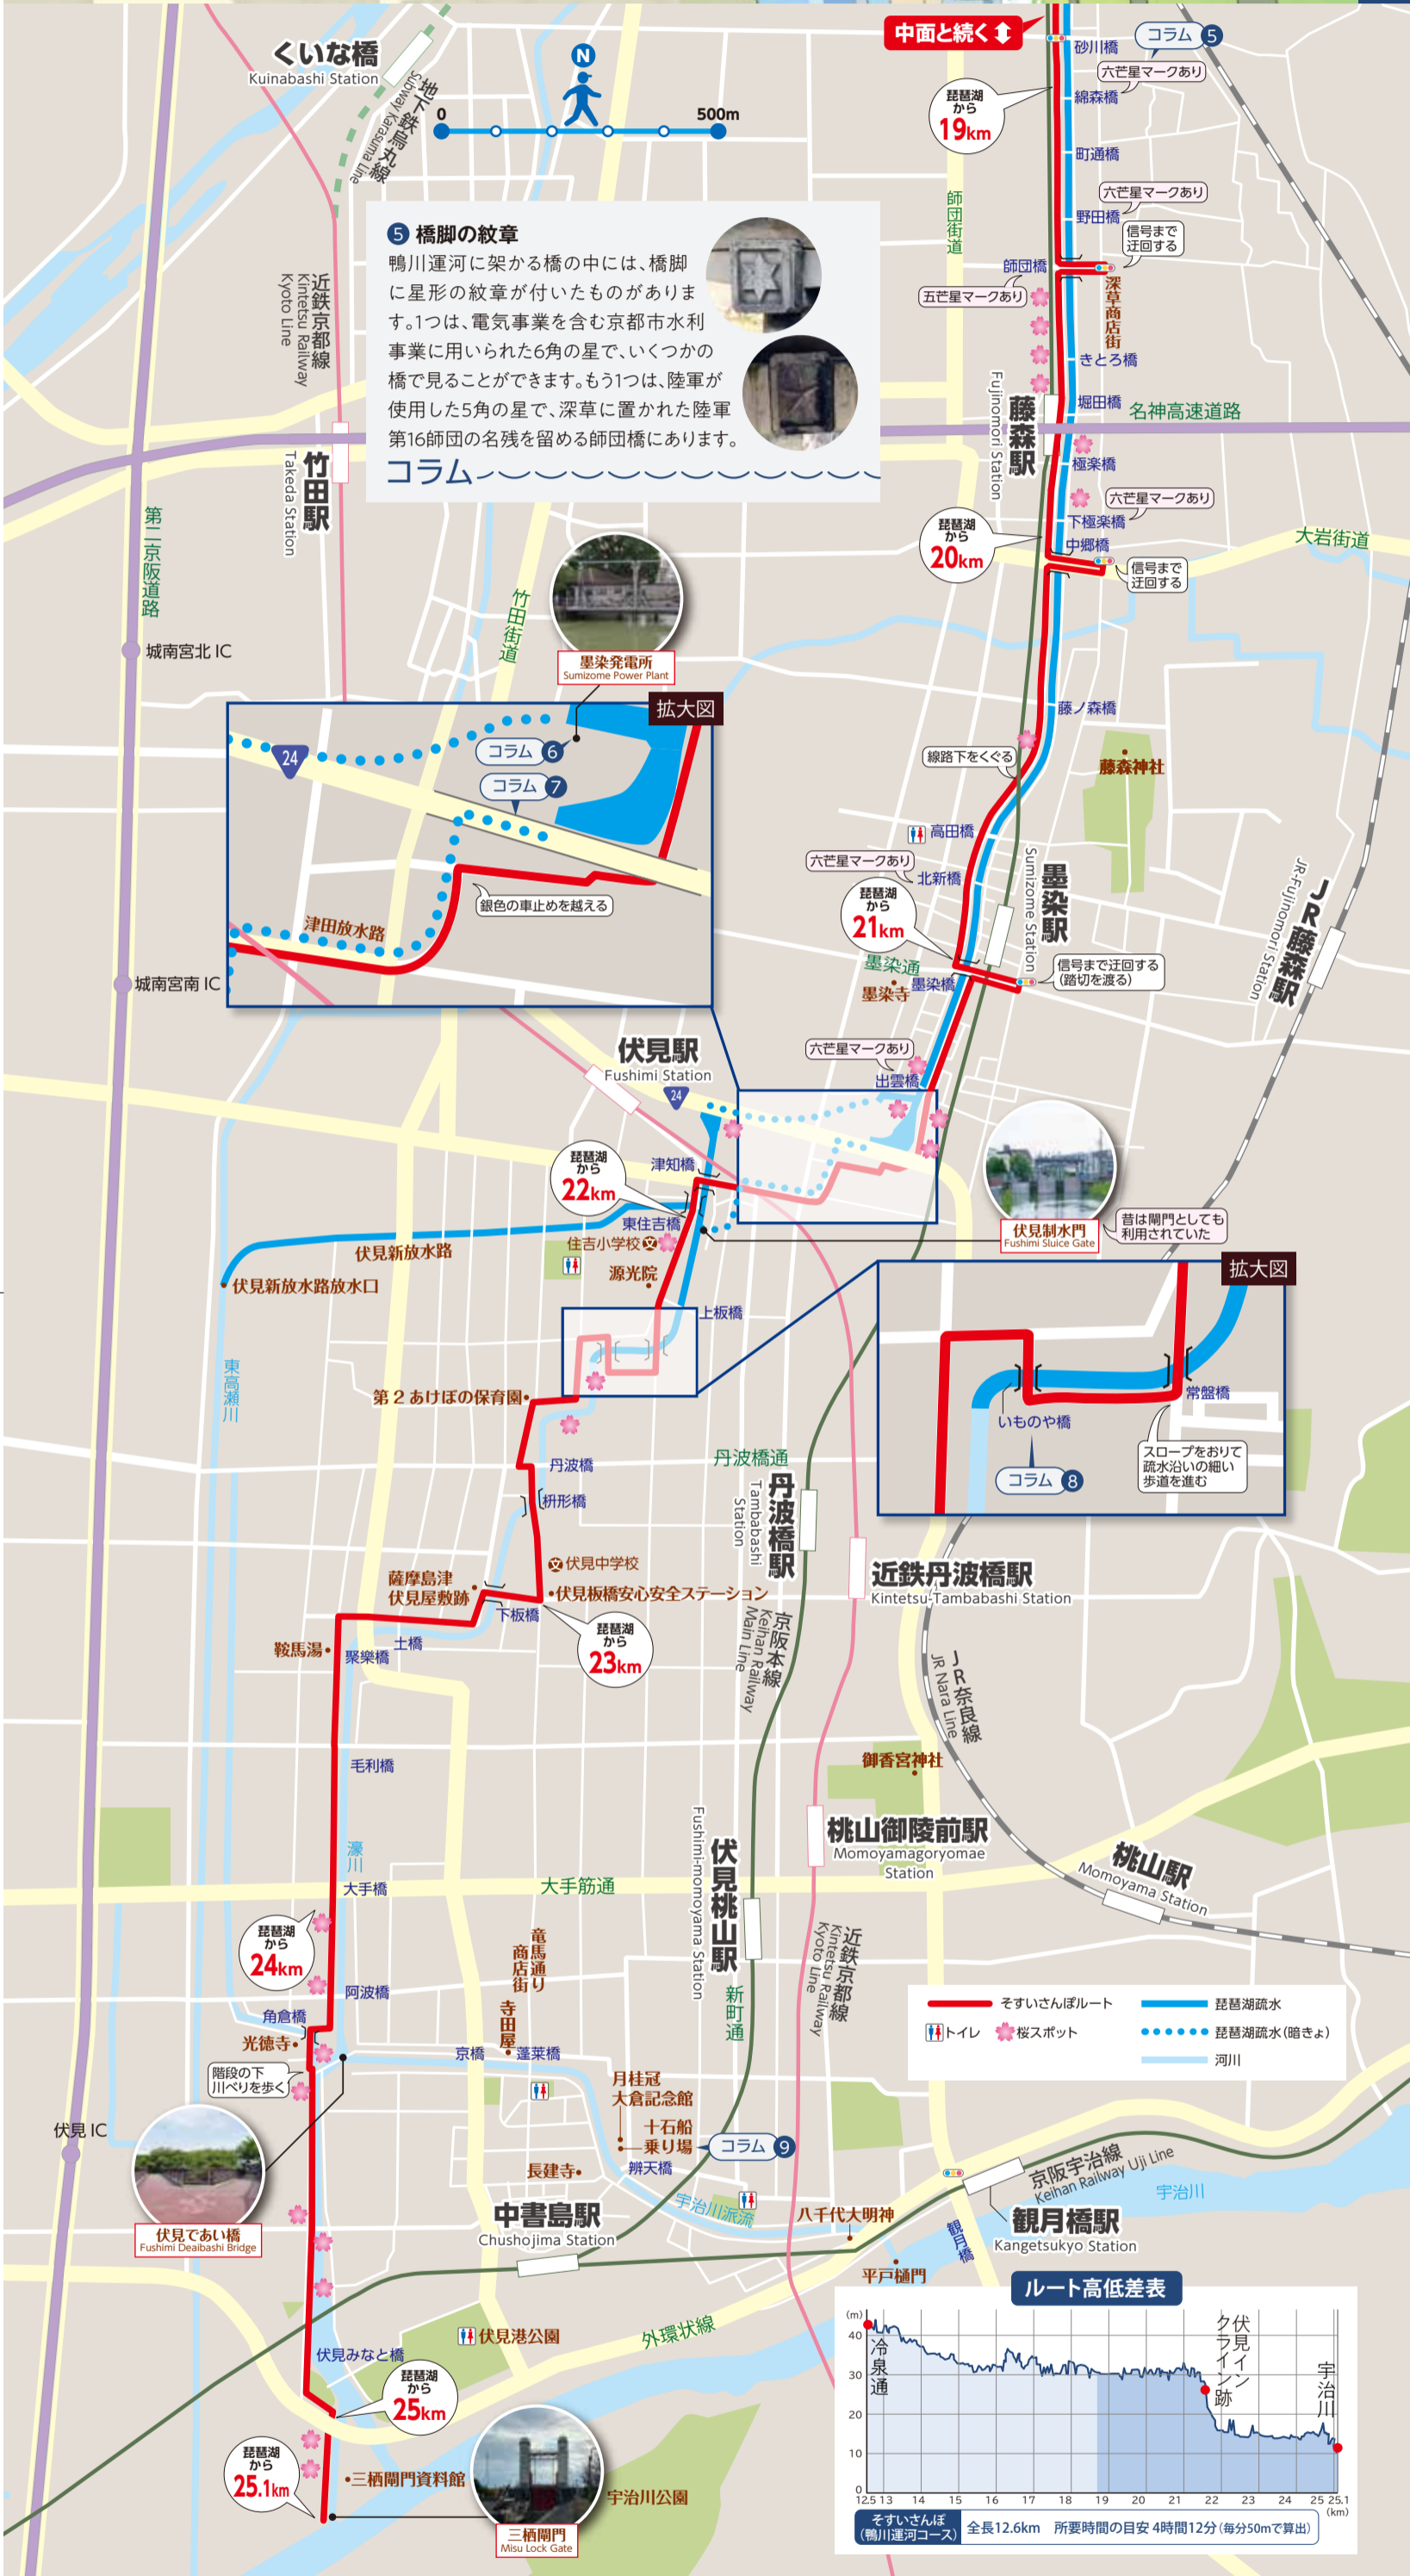 中面と続く
砂川橋
コラム 5
くいな橋
Kuinabashi Station
地下鉄烏丸線
Subway Karasuma Line
N
0
500m
六芒星マークあり
綿森橋
琵琶湖
から
19km
町通橋
師団街道
六芒星マークあり
野田橋
信号まで
迂回する
師団橋
五芒星マークあり
深草商店街
5 橋脚の紋章
鴨川運河に架かる橋の中には、橋脚
に星形の紋章が付いたものがありま
す。1つは、電気事業を含む京都市水利
事業に用いられた6角の星で、いくつかの
橋で見ることができます。もう1つは、陸軍が
使用した5角の星で、深草に置かれた陸軍
第16師団の名残を留める師団橋にあります。
コラム
近鉄京都線
Kintetsu Railway
Kyoto Line
きとろ橋
藤森駅
Fujinomori Station
堀田橋
名神高速道路
極楽橋
竹田駅
Takeda Station
六芒星マークあり
下極楽橋
琵琶湖
から
20km
中郷橋
大岩街道
信号まで
迂回する
第二京阪道路
竹田街道
墨染発電所
Sumizome Power Plant
城南宮北 IC
拡大図
24
コラム 6
コラム 7
銀色の車止めを越える
津田放水路
藤ノ森橋
線路下をくぐる
藤森神社
高田橋
六芒星マークあり
北新橋
琵琶湖
から
21km
墨染駅
Sumizome Station
JR藤森駅
JR-Fujinomori Station
墨染通
墨染橋
墨染寺
信号まで迂回する
(踏切を渡る)
城南宮南 IC
伏見駅
Fushimi Station
24
六芒星マークあり
出雲橋
琵琶湖
から
22km
津知橋
東住吉橋
伏見制水門
Fushimi Sluice Gate
昔は閘門としても
利用されていた
住吉小学校 文
源光院
伏見新放水路
伏見新放水路放水口
上板橋
拡大図
常盤橋
いものや橋
コラム 8
スロープをおりて
疏水沿いの細い
歩道を進む
東高瀬川
第2あけぼの保育園
丹波橋
丹波橋通
丹波橋駅
Tambabashi
Station
枡形橋
文 伏見中学校
近鉄丹波橋駅
Kintetsu-Tambabashi Station
薩摩島津
伏見屋敷跡
伏見板橋安心安全ステーション
下板橋
琵琶湖
から
23km
京阪本線
Keihan Railway
Main Line
JR奈良線
JR Nara Line
鞍馬湯
聚樂橋
土橋
毛利橋
御香宮神社
濠川
伏見桃山駅
Fushimi-momoyama Station
桃山御陵前駅
Momoyamagoryomae
Station
桃山駅
Momoyama Station
大手橋
大手筋通
琵琶湖
から
24km
竜馬通り
商店街
近鉄京都線
Kintetsu Railway
Kyoto Line
阿波橋
新町通
角倉橋
光徳寺
寺田屋
京橋
蓬莱橋
階段の下
川べりを歩く
そすいさんぽルート
トイレ
桜スポット
琵琶湖疏水
琵琶湖疏水(暗きょ)
河川
月桂冠
大倉記念館
十石船
乗り場
コラム 9
弁天橋
長建寺
伏見 IC
伏見であい橋
Fushimi Deaibashi Bridge
中書島駅
Chushojima Station
宇治川派流
八千代大明神
京阪宇治線
Keihan Railway Uji Line
宇治川
観月橋駅
Kangetsukyo Station
観月橋
平戸樋門
伏見港公園
外環状線
伏見みなと橋
琵琶湖
から
25km
琵琶湖
から
25.1km
三栖閘門資料館
三栖閘門
Misu Lock Gate
宇治川公園
ルート高低差表
(m)
40
30
20
10
0
冷泉通
伏見イン
クライン跡
宇治川
12.5 13 14 15 16 17 18 19 20 21 22 23 24 25 25.1
(km)
そすいさんぽ
(鴨川運河コース)
全長12.6km 所要時間の目安 4時間12分(毎分50mで算出)